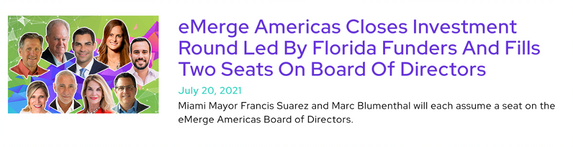 eMerge Americas Closes Investment
Round Led By Florida Funders And Fills
Two Seats On Board Of Directors
July 20, 2021
Miami Mayor Francis Suarez and Marc Blumenthal will each assume a seat on the
eMerge Americas Board of Directors.